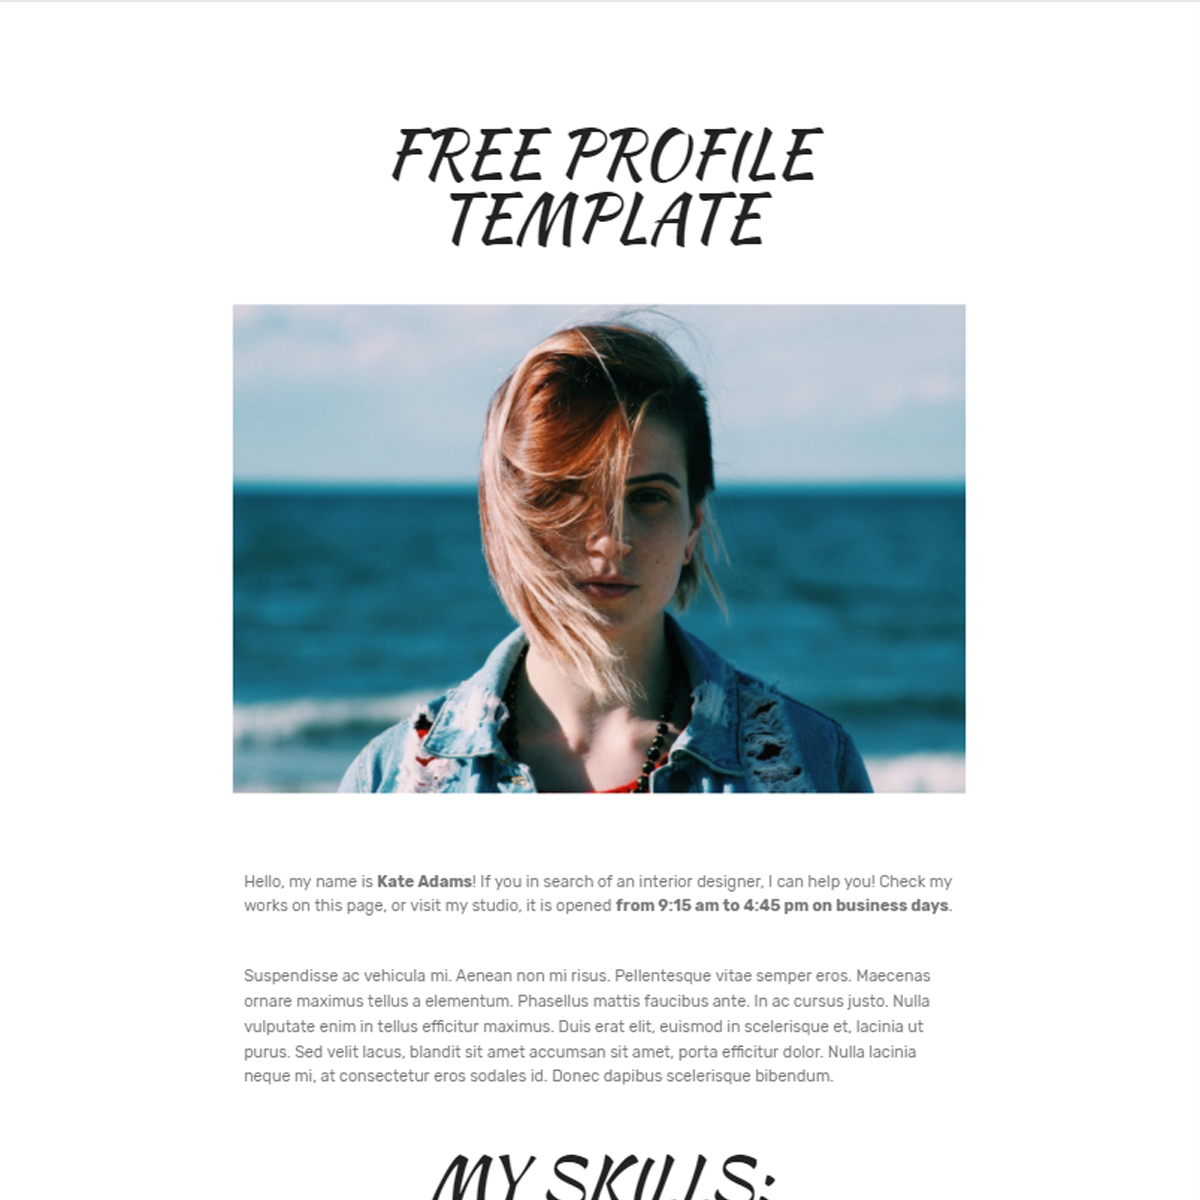 FREE PROFILE
TEMPLATE
Hello, my name is Kate Adams! If you in search of an interior designer, I can help you! Check my
works on this page, or visit my studio, it is opened from 9:15 am to 4:45 pm on business days.
Suspendisse ac vehicula mi. Aenean non mi risus. Pellentesque vitae semper eros. Maecenas
ornare maximus tellus a elementum. Phasellus mattis faucibus ante. In ac cursus justo. Nulla
vulputate enim in tellus efficitur maximus. Duis erat elit, euismod in scelerisque et, lacinia ut
purus. Sed velit lacus, blandit sit amet accumsan sit amet, porta efficitur dolor. Nulla lacinia
neque mi, at consectetur eros sodales id. Donec dapibus scelerisque bibendum.
MY SKILLS: